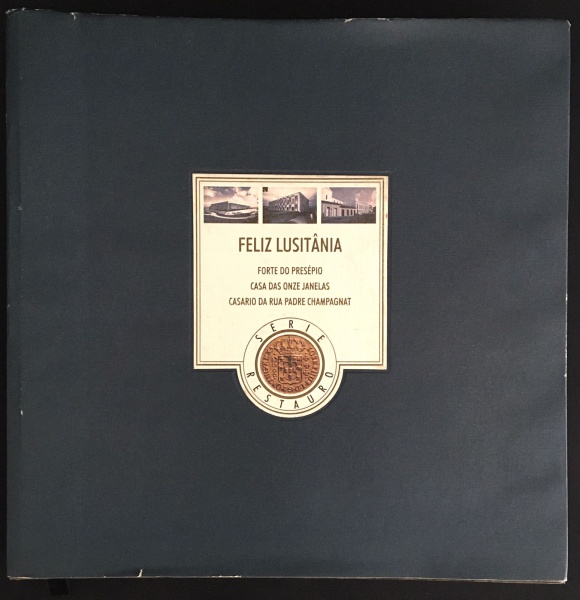 FELIZ LUSITÂNIA
FORTE DO PRESÉPIO
CASA DAS ONZE JANELAS
CASARIO DA RUA PADRE CHAMPAGNAT
SÉRIE
RESTAURO